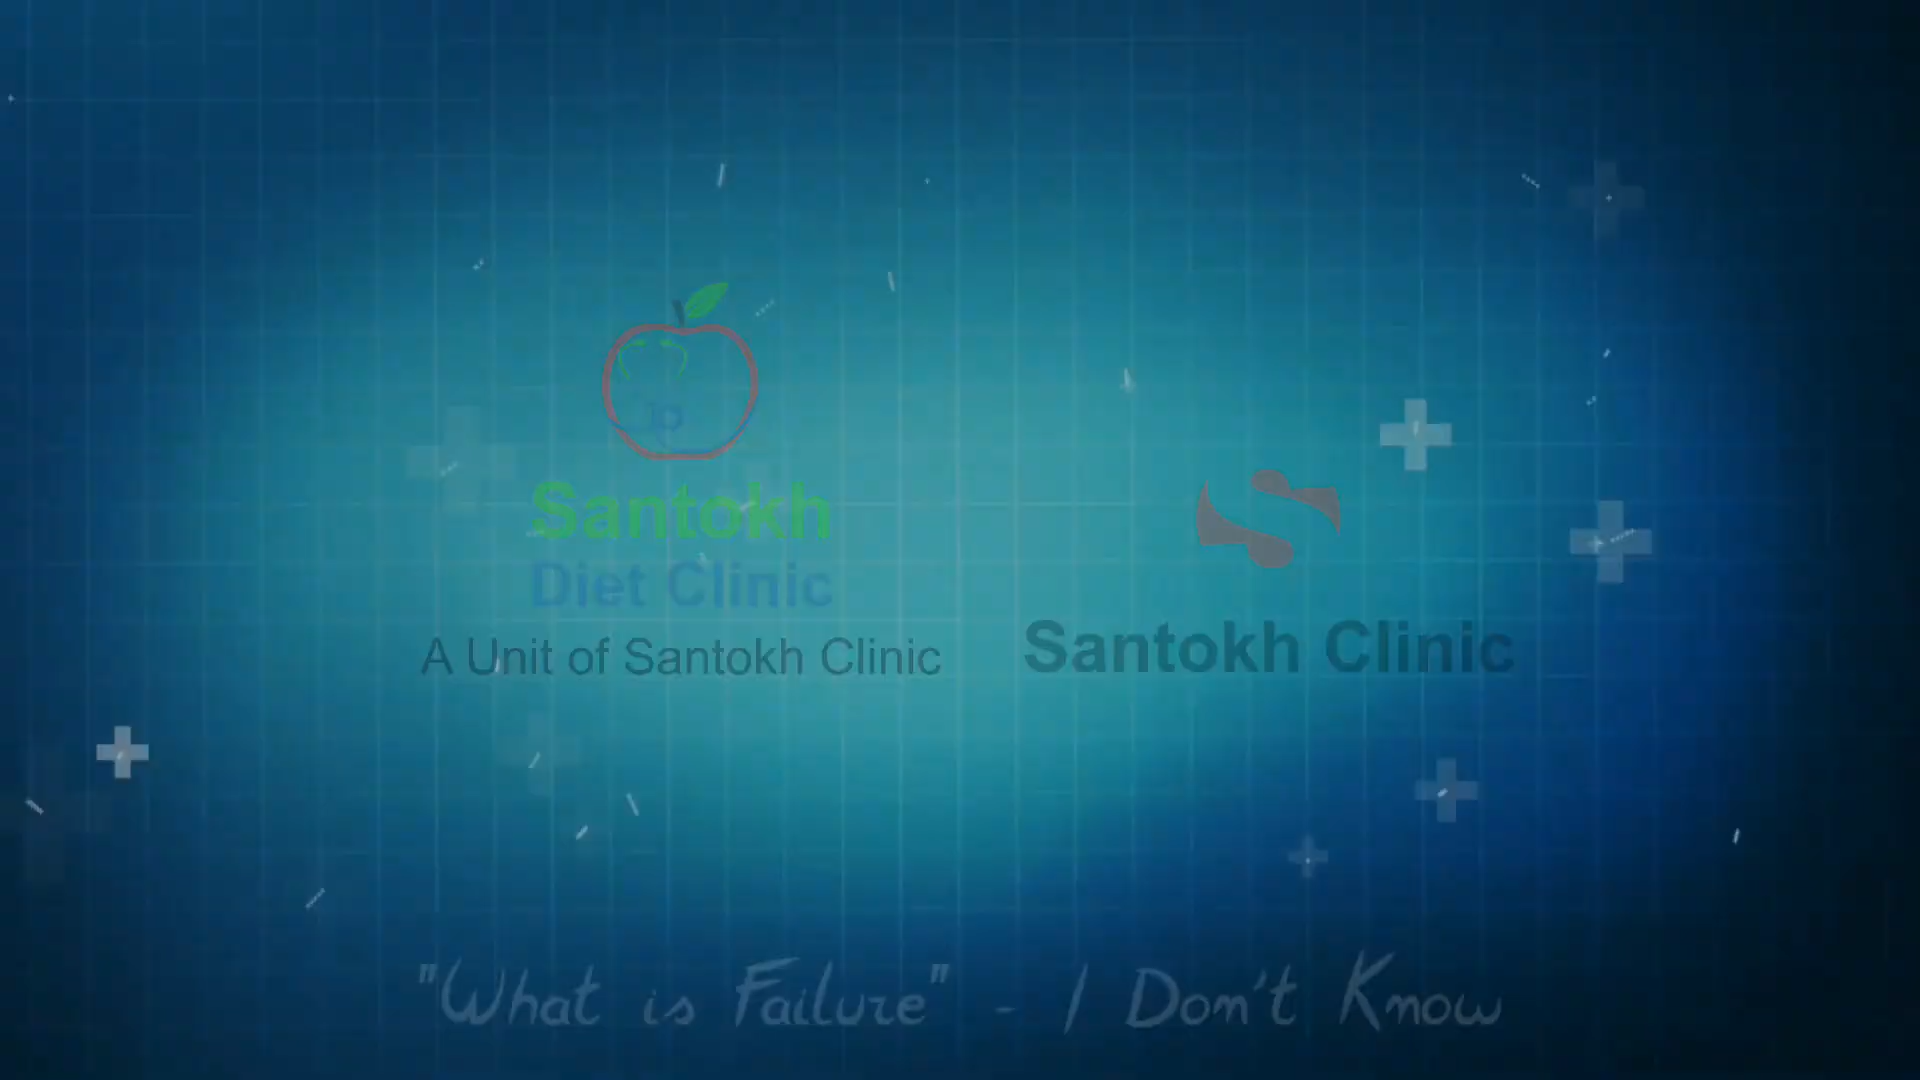 Santokh
Diet Clinic
A Unit of Santokh Clinic
Santokh Clinic
"What is Failure" - I Don't Know